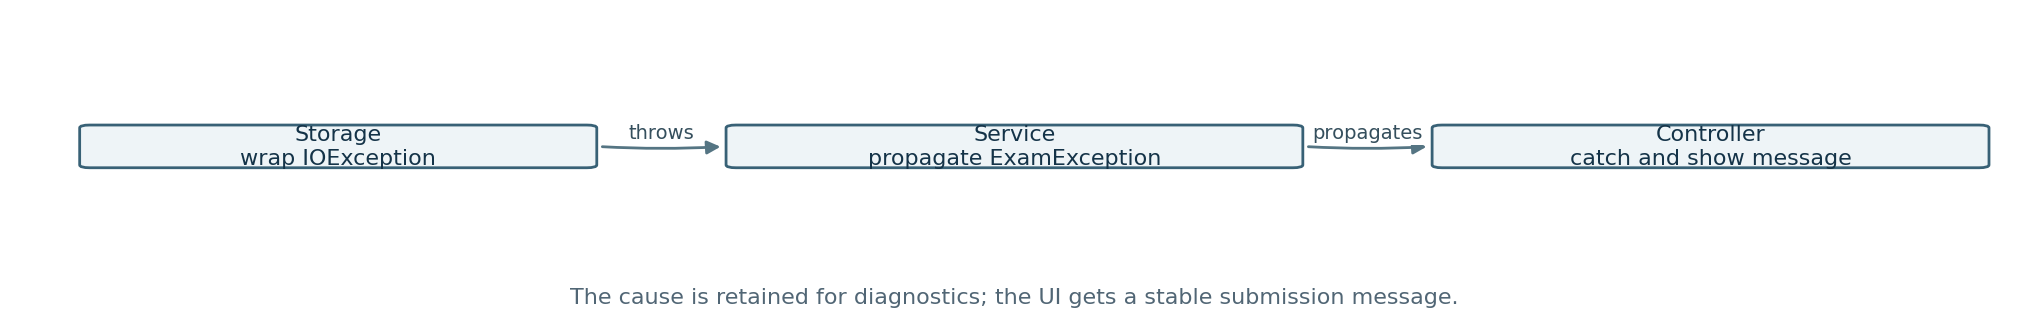 Storage
wrap IOException
throws
Service
propagate ExamException
propagates
Controller
catch and show message
The cause is retained for diagnostics; the UI gets a stable submission message.